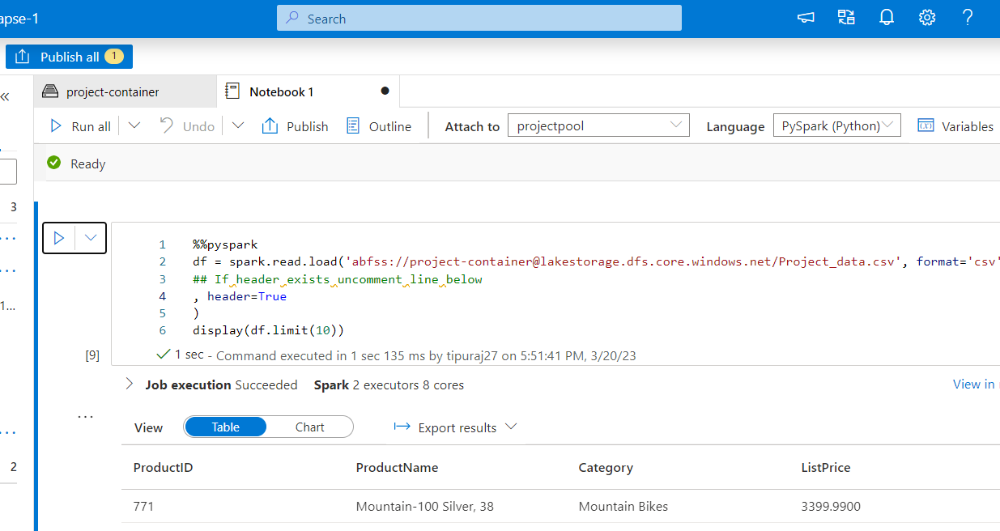 apse-1
Search
Publish all 1
project-container
Notebook 1
Run all
Undo
Publish
Outline
Attach to
projectpool
Language
PySpark (Python)
Variables
Ready
3
1 %%pyspark
2 df = spark.read.load('abfss://project-container@lakestorage.dfs.core.windows.net/Project_data.csv', format='csv'
3 ## If header exists uncomment line below
4 , header=True
1...
5 )
6 display(df.limit(10))
[9]
1 sec - Command executed in 1 sec 135 ms by tipuraj27 on 5:51:41 PM, 3/20/23
Job execution Succeeded Spark 2 executors 8 cores
View in
...
View
Table
Chart
Export results
2
ProductID ProductName Category ListPrice
771 Mountain-100 Silver, 38 Mountain Bikes 3399.9900